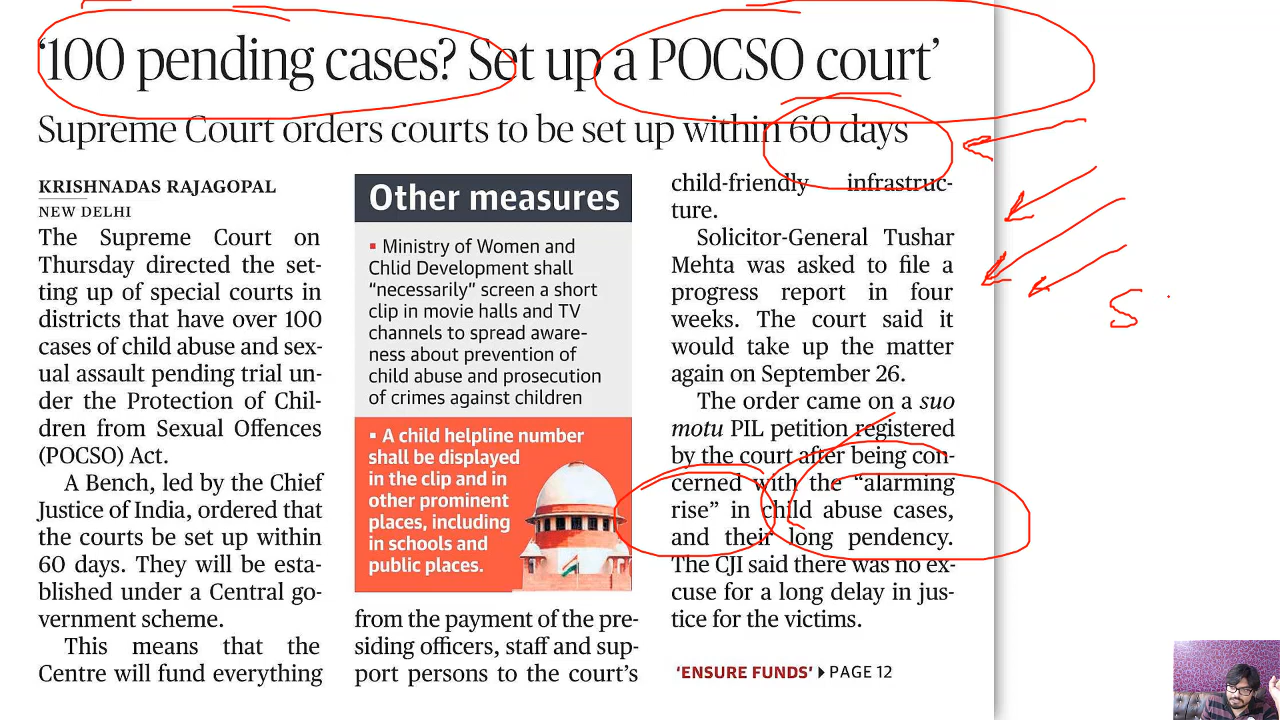 ‘100 pending cases? Set up a POCSO court’
Supreme Court orders courts to be set up within 60 days
KRISHNADAS RAJAGOPAL
NEW DELHI
The Supreme Court on
Thursday directed the set-
ting up of special courts in
districts that have over 100
cases of child abuse and sex-
ual assault pending trial un-
der the Protection of Chil-
dren from Sexual Offences
(POCSO) Act.
A Bench, led by the Chief
Justice of India, ordered that
the courts be set up within
60 days. They will be esta-
blished under a Central go-
vernment scheme.
This means that the
Centre will fund everything
Other measures
▪ Ministry of Women and
Chlid Development shall
“necessarily” screen a short
clip in movie halls and TV
channels to spread aware-
ness about prevention of
child abuse and prosecution
of crimes against children
▪ A child helpline number
shall be displayed
in the clip and in
other prominent
places, including
in schools and
public places.
from the payment of the pre-
siding officers, staff and sup-
port persons to the court’s
child-friendly infrastruc-
ture.
Solicitor-General Tushar
Mehta was asked to file a
progress report in four
weeks. The court said it
would take up the matter
again on September 26.
The order came on a suo
motu PIL petition registered
by the court after being con-
cerned with the “alarming
rise” in child abuse cases,
and their long pendency.
The CJI said there was no ex-
cuse for a long delay in jus-
tice for the victims.
‘ENSURE FUNDS’ ▸ PAGE 12
S